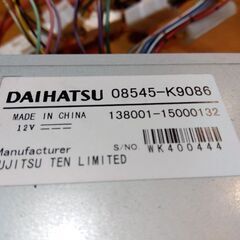 DAIHATSU 08545-K9086
MADE IN CHINA 138001-15000132
12V
Manufacturer S/NO. WK400444
UJITSU TEN LIMITED